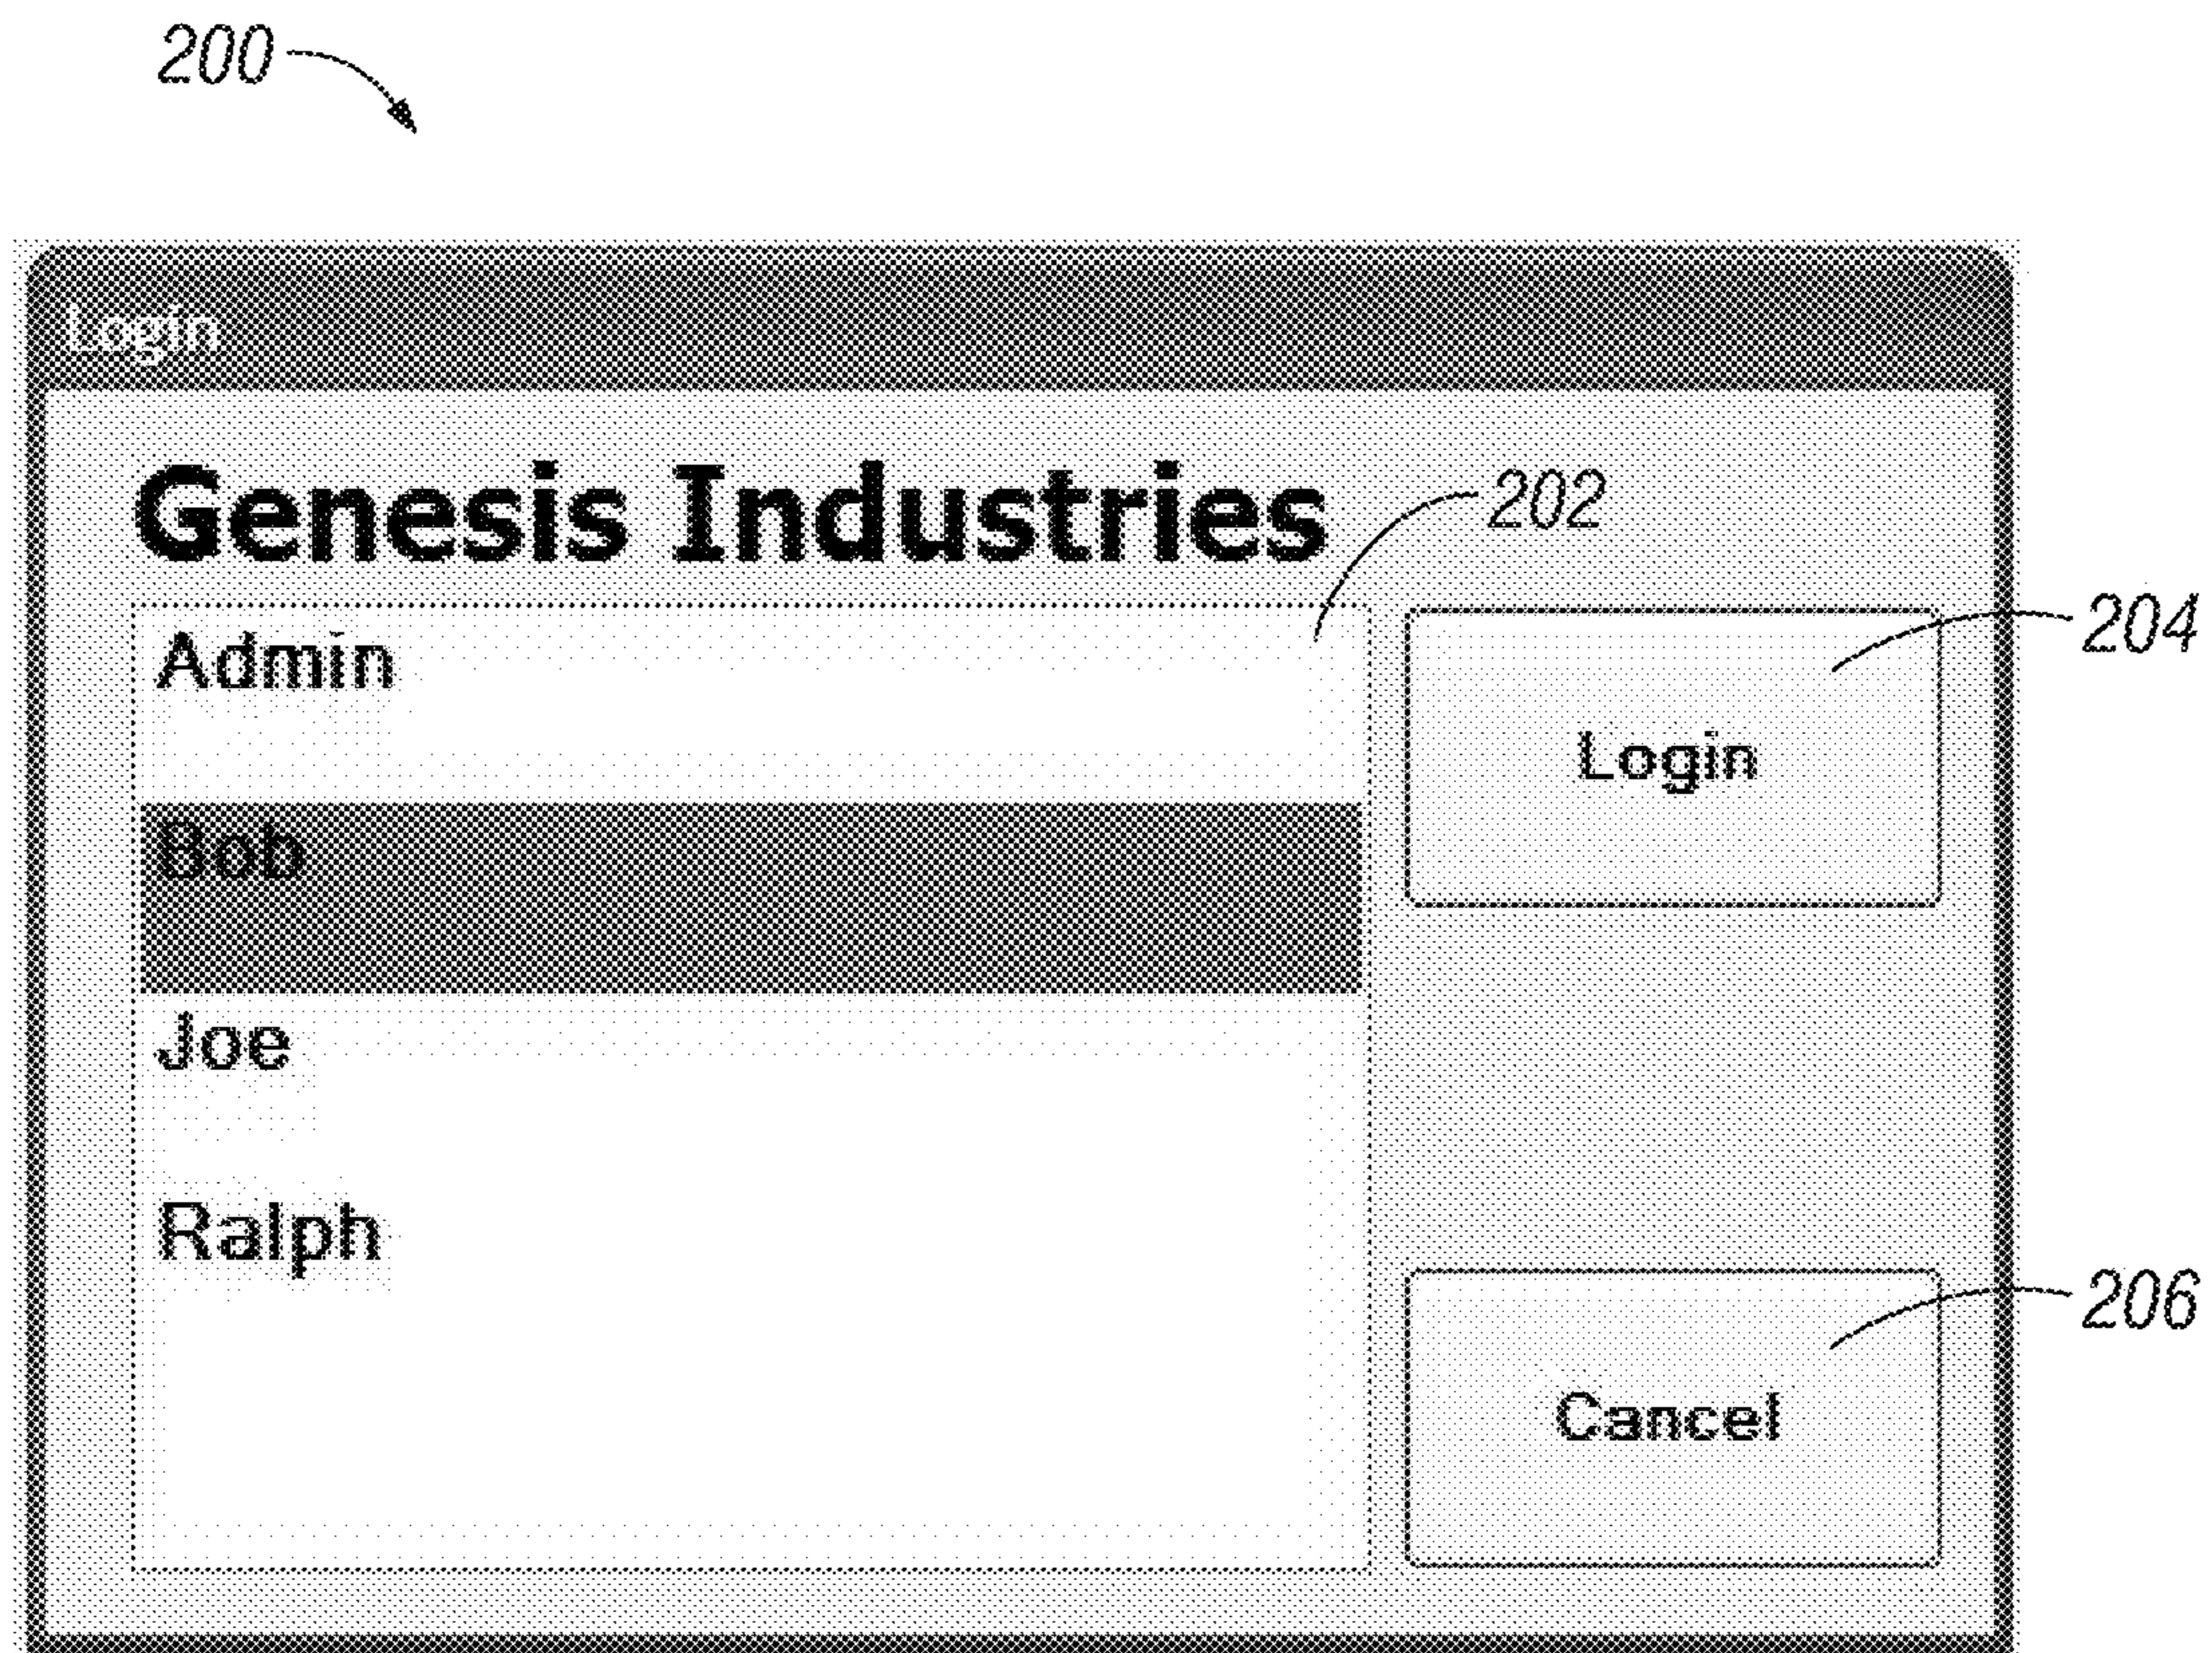 200
Login
Genesis Industries
202
204
Admin
Login
Bob
Joe
Ralph
206
Cancel